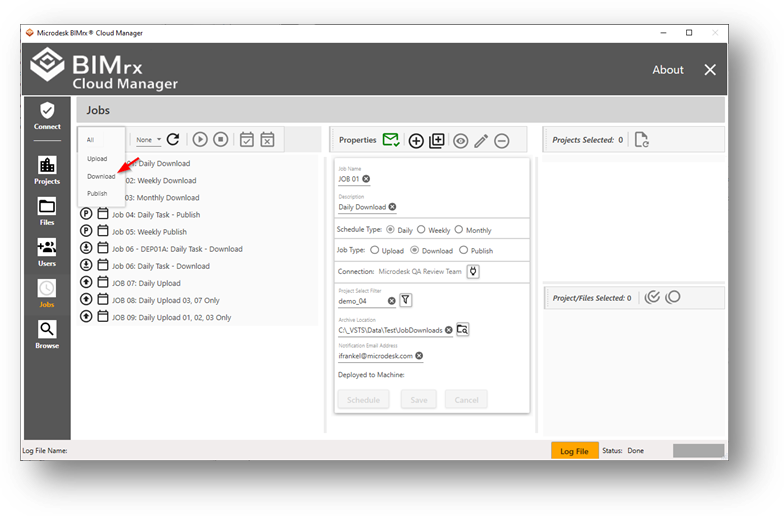 Microdesk BIMrx® Cloud Manager
BIMrx
Cloud Manager
About
Connect
Projects
Files
Users
Jobs
Browse
Jobs
All
Upload
Download
Publish
None
01: Daily Download
02: Weekly Download
03: Monthly Download
Job 04: Daily Task - Publish
Job 05: Weekly Publish
Job 06 - DEP01A: Daily Task - Download
Job 06: Daily Task - Download
JOB 07: Daily Upload
JOB 08: Daily Upload 03, 07 Only
JOB 09: Daily Upload 01, 02, 03 Only
Properties
Job Name
JOB 01
Description
Daily Download
Schedule Type: Daily Weekly Monthly
Job Type: Upload Download Publish
Connection: Microdesk QA Review Team
Project Select Filter
demo_04
Archive Location
C:\_VSTS\Data\Test\JobDownloads
Notification Email Address
ifrankel@microdesk.com
Deployed to Machine:
Schedule Save Cancel
Projects Selected: 0
Project/Files Selected: 0
Log File Name:
Log File
Status: Done